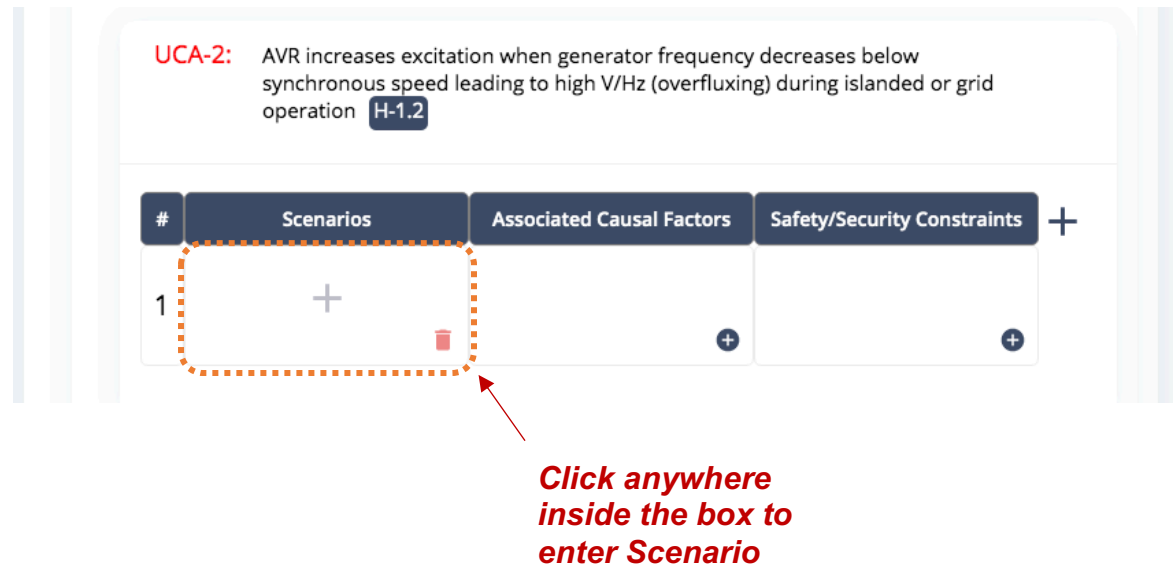 UCA-2: AVR increases excitation when generator frequency decreases below
synchronous speed leading to high V/Hz (overfluxing) during islanded or grid
operation H-1.2
# Scenarios Associated Causal Factors Safety/Security Constraints +
1 +
Click anywhere
inside the box to
enter Scenario